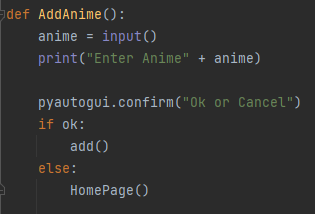 def AddAnime():
    anime = input()
    print("Enter Anime" + anime)
    pyautogui.confirm("Ok or Cancel")
    if ok:
        add()
    else:
        HomePage()